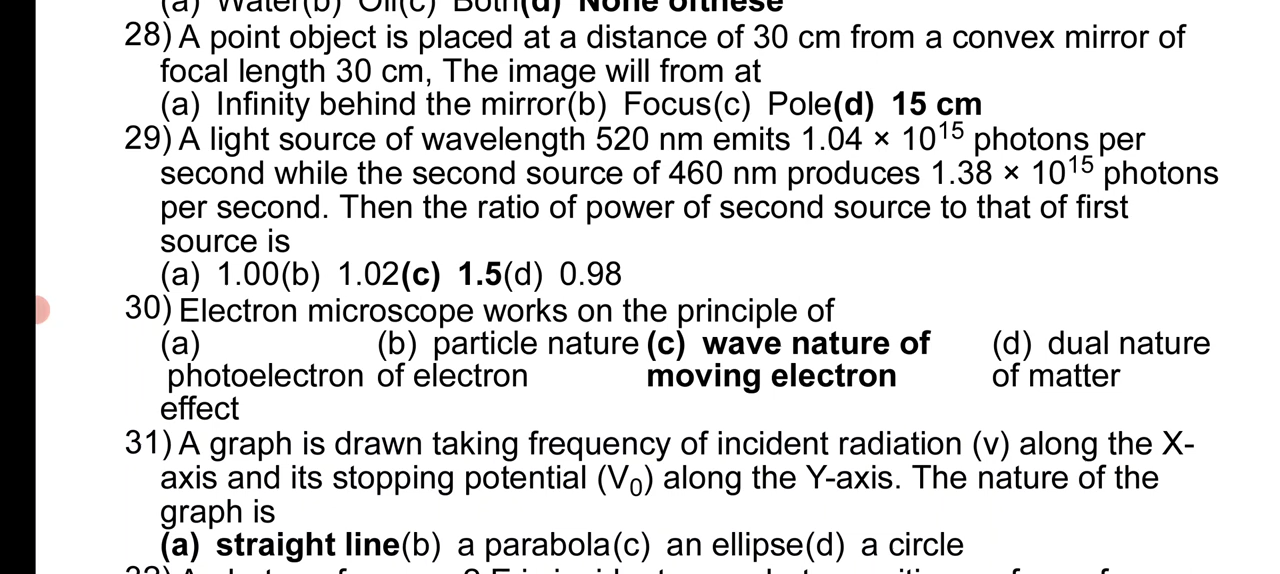 (a) Water(b) Oil(c) Both(d) None ofthese
28) A point object is placed at a distance of 30 cm from a convex mirror of
focal length 30 cm, The image will from at
(a) Infinity behind the mirror(b) Focus(c) Pole(d) 15 cm
29) A light source of wavelength 520 nm emits 1.04 × 10¹⁵ photons per
second while the second source of 460 nm produces 1.38 × 10¹⁵ photons
per second. Then the ratio of power of second source to that of first
source is
(a) 1.00(b) 1.02(c) 1.5(d) 0.98
30) Electron microscope works on the principle of
(a) (b) particle nature (c) wave nature of (d) dual nature
photoelectron of electron moving electron of matter
effect
31) A graph is drawn taking frequency of incident radiation (v) along the X-
axis and its stopping potential (V₀) along the Y-axis. The nature of the
graph is
(a) straight line(b) a parabola(c) an ellipse(d) a circle